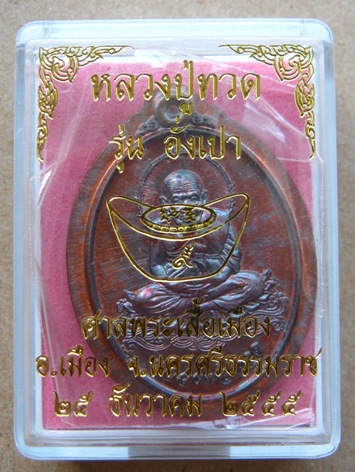 หลวงปู่ทวด
รุ่น อั่งเปา
ศาลพระเสื้อเมือง
อ.เมือง จ.นครศรีธรรมราช
๒๕ ธันวาคม ๒๕๕๕